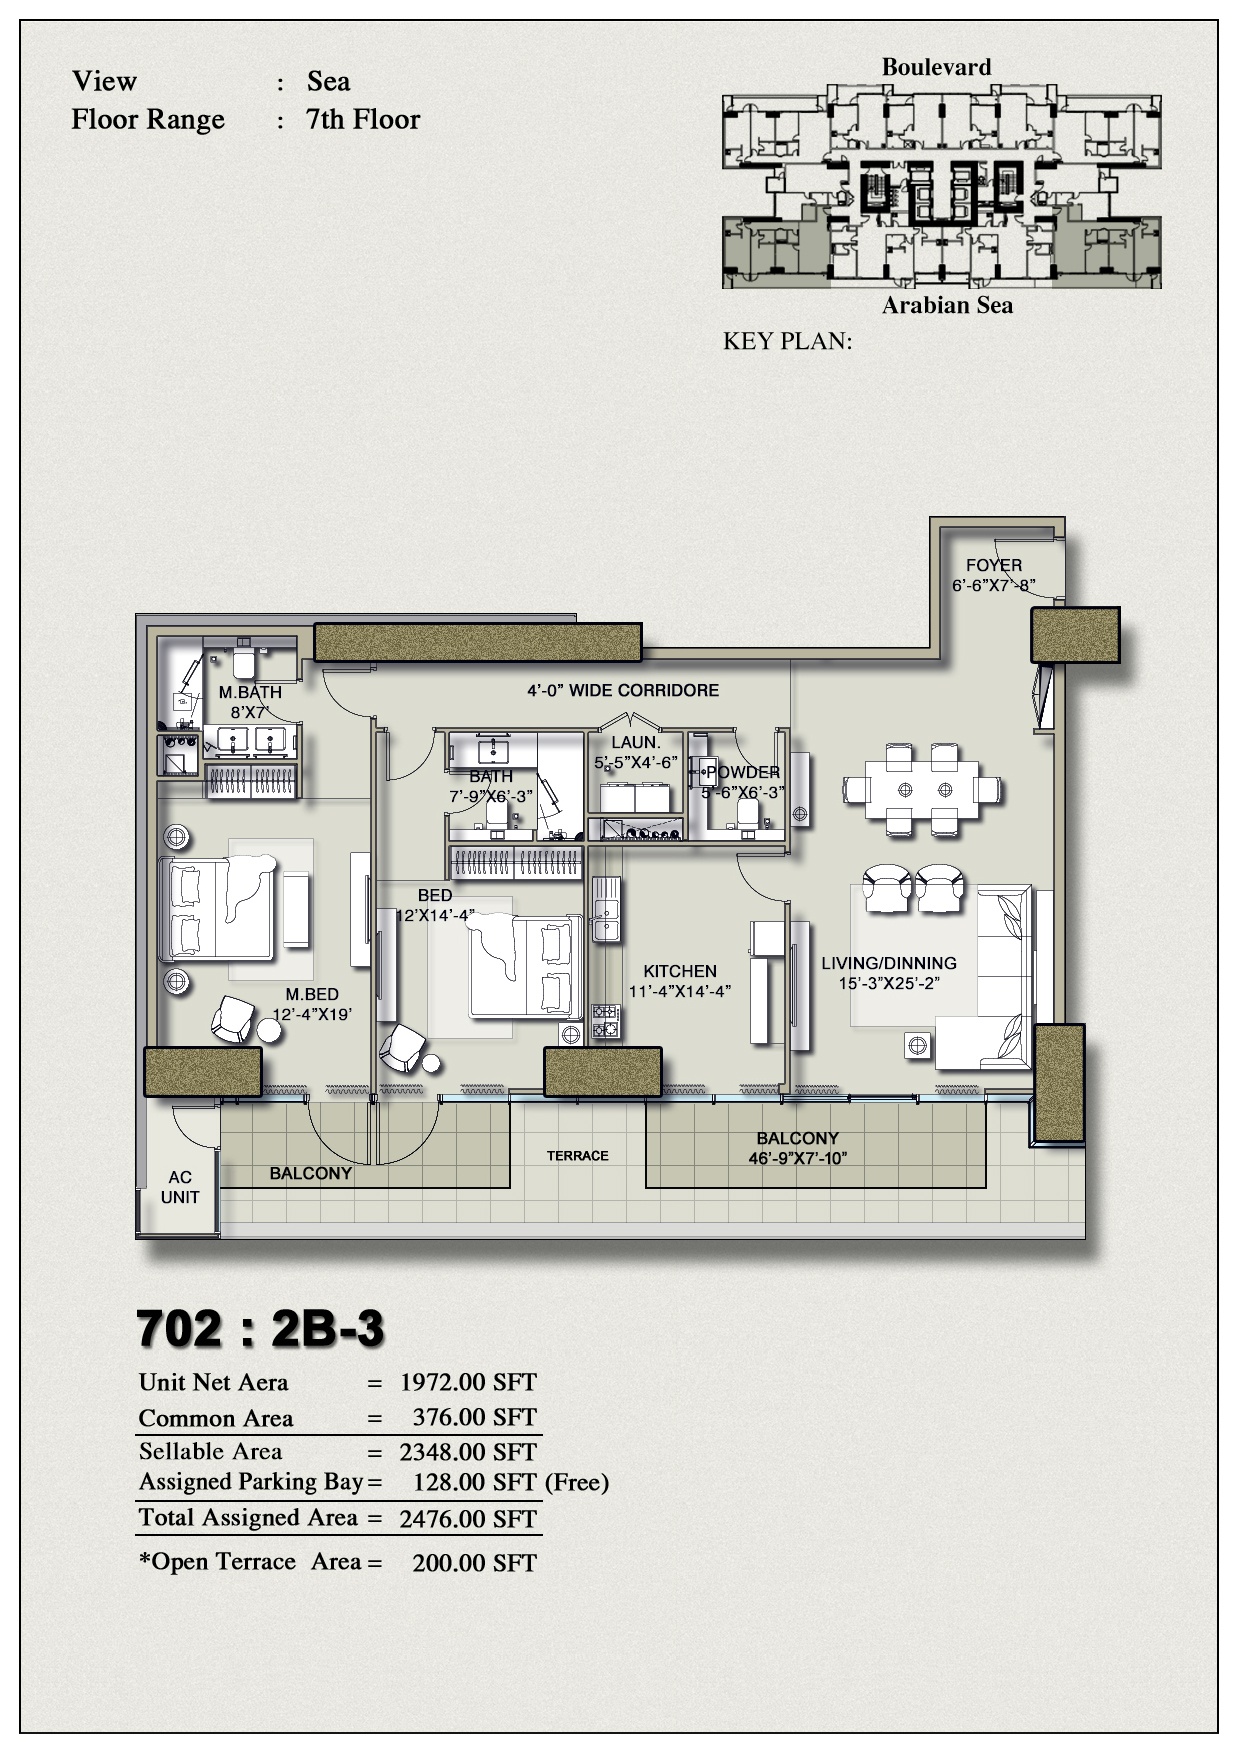 View : Sea
Floor Range : 7th Floor
Boulevard
Arabian Sea
KEY PLAN:
FOYER
6'-6"X7'-8"
M.BATH
8'X7'
4'-0" WIDE CORRIDORE
LAUN.
5'-5"X4'-6"
BATH
7'-9"X6'-3"
POWDER
5'-6"X6'-3"
BED
12'X14'-4"
KITCHEN
11'-4"X14'-4"
LIVING/DINNING
15'-3"X25'-2"
M.BED
12'-4"X19'
AC
UNIT
BALCONY
TERRACE
BALCONY
46'-9"X7'-10"
702 : 2B-3
Unit Net Aera = 1972.00 SFT
Common Area = 376.00 SFT
Sellable Area = 2348.00 SFT
Assigned Parking Bay = 128.00 SFT (Free)
Total Assigned Area = 2476.00 SFT
*Open Terrace Area = 200.00 SFT